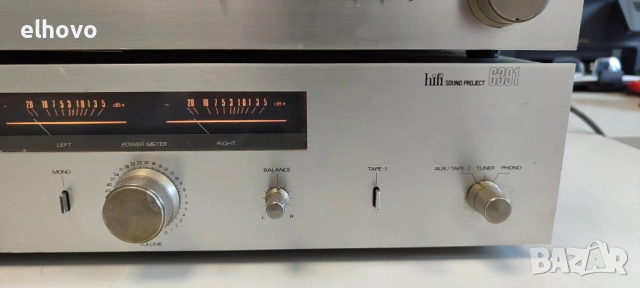 elhovo
hifi SOUND PROJECT G391
- 20 10 7 5 3 1 0 1 3 5 dB+ - 20 10 7 5 3 1 0 1 3 5 dB+
LEFT POWER METER RIGHT
MONO BALANCE TAPE-1 AUX/TAPE-2 TUNER PHONO
L R
VOLUME
BAZAR